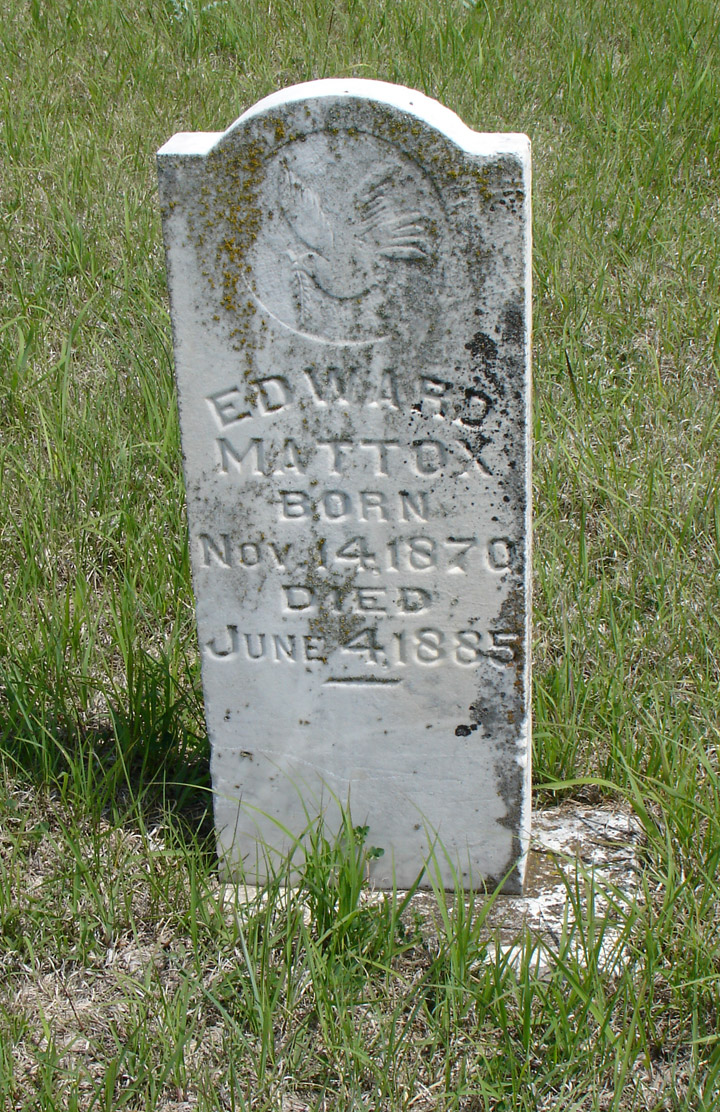 EDWARD
MATTOX
BORN
NOV. 14, 1870
DIED
JUNE 4, 1885